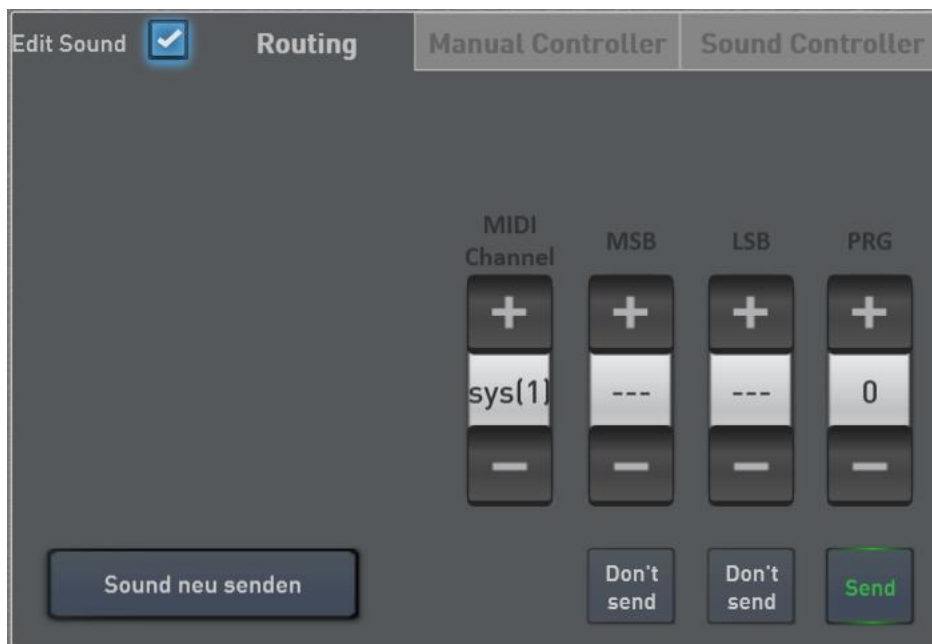 Edit Sound Routing Manual Controller Sound Controller
MIDI
Channel MSB LSB PRG
+ + + +
sys(1) --- --- 0
− − − −
Sound neu senden
Don't
send
Don't
send
Send